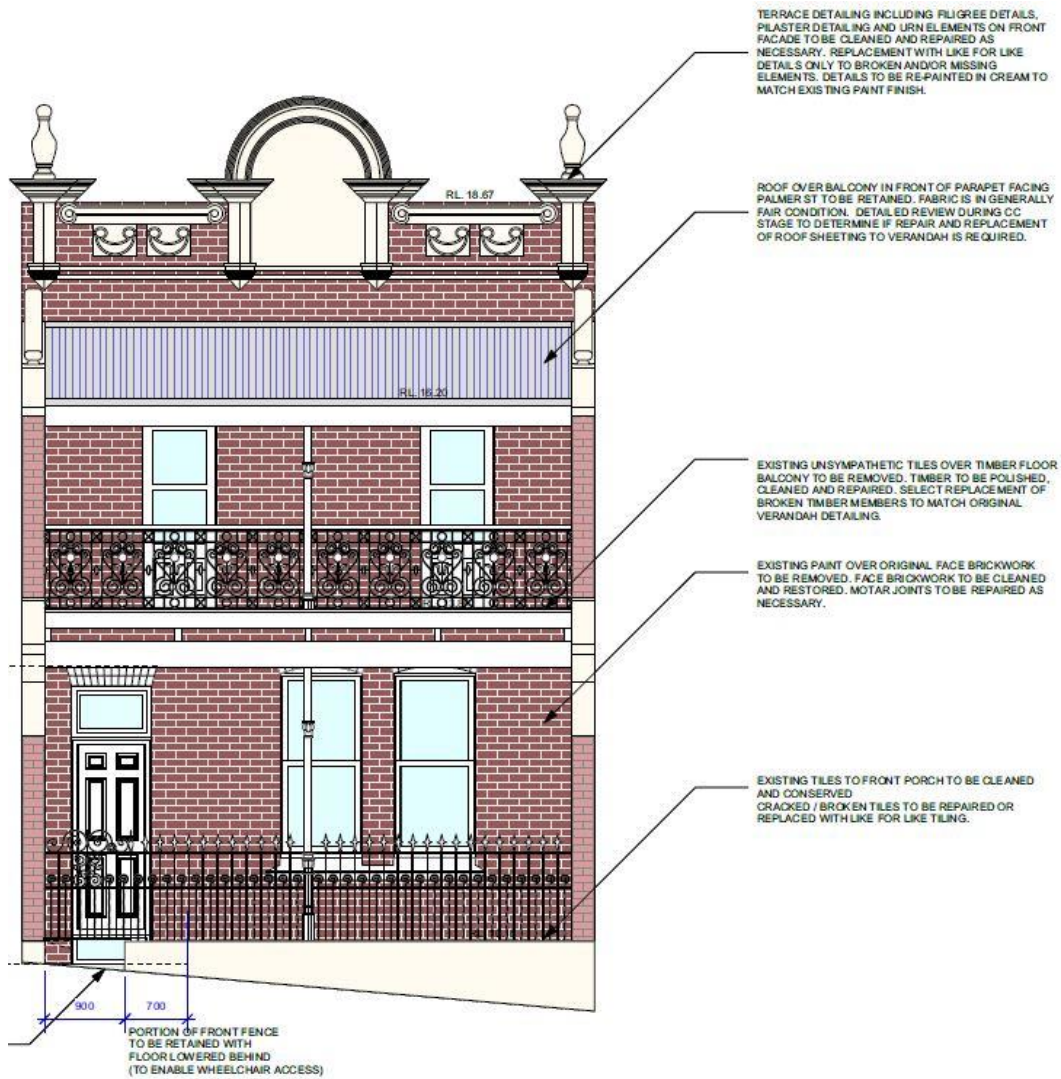 TERRACE DETAILING INCLUDING FILIGREE DETAILS,
PILASTER DETAILING AND URN ELEMENTS ON FRONT
FACADE TO BE CLEANED AND REPAIRED AS
NECESSARY. REPLACEMENT WITH LIKE FOR LIKE
DETAILS ONLY TO BROKEN AND/OR MISSING
ELEMENTS. DETAILS TO BE RE-PAINTED IN CREAM TO
MATCH EXISTING PAINT FINISH.
RL. 18.67
ROOF OVER BALCONY IN FRONT OF PARAPET FACING
PALMER ST TO BE RETAINED. FABRIC IS IN GENERALLY
FAIR CONDITION. DETAILED REVIEW DURING CC
STAGE TO DETERMINE IF REPAIR AND REPLACEMENT
OF ROOF SHEETING TO VERANDAH IS REQUIRED.
RL. 16.20
EXISTING UNSYMPATHETIC TILES OVER TIMBER FLOOR
BALCONY TO BE REMOVED. TIMBER TO BE POLISHED,
CLEANED AND REPAIRED. SELECT REPLACEMENT OF
BROKEN TIMBER MEMBERS TO MATCH ORIGINAL
VERANDAH DETAILING.
EXISTING PAINT OVER ORIGINAL FACE BRICKWORK
TO BE REMOVED. FACE BRICKWORK TO BE CLEANED
AND RESTORED. MOTAR JOINTS TO BE REPAIRED AS
NECESSARY.
EXISTING TILES TO FRONT PORCH TO BE CLEANED
AND CONSERVED
CRACKED / BROKEN TILES TO BE REPAIRED OR
REPLACED WITH LIKE FOR LIKE TILING.
900 700
PORTION OF FRONT FENCE
TO BE RETAINED WITH
FLOOR LOWERED BEHIND
(TO ENABLE WHEELCHAIR ACCESS)